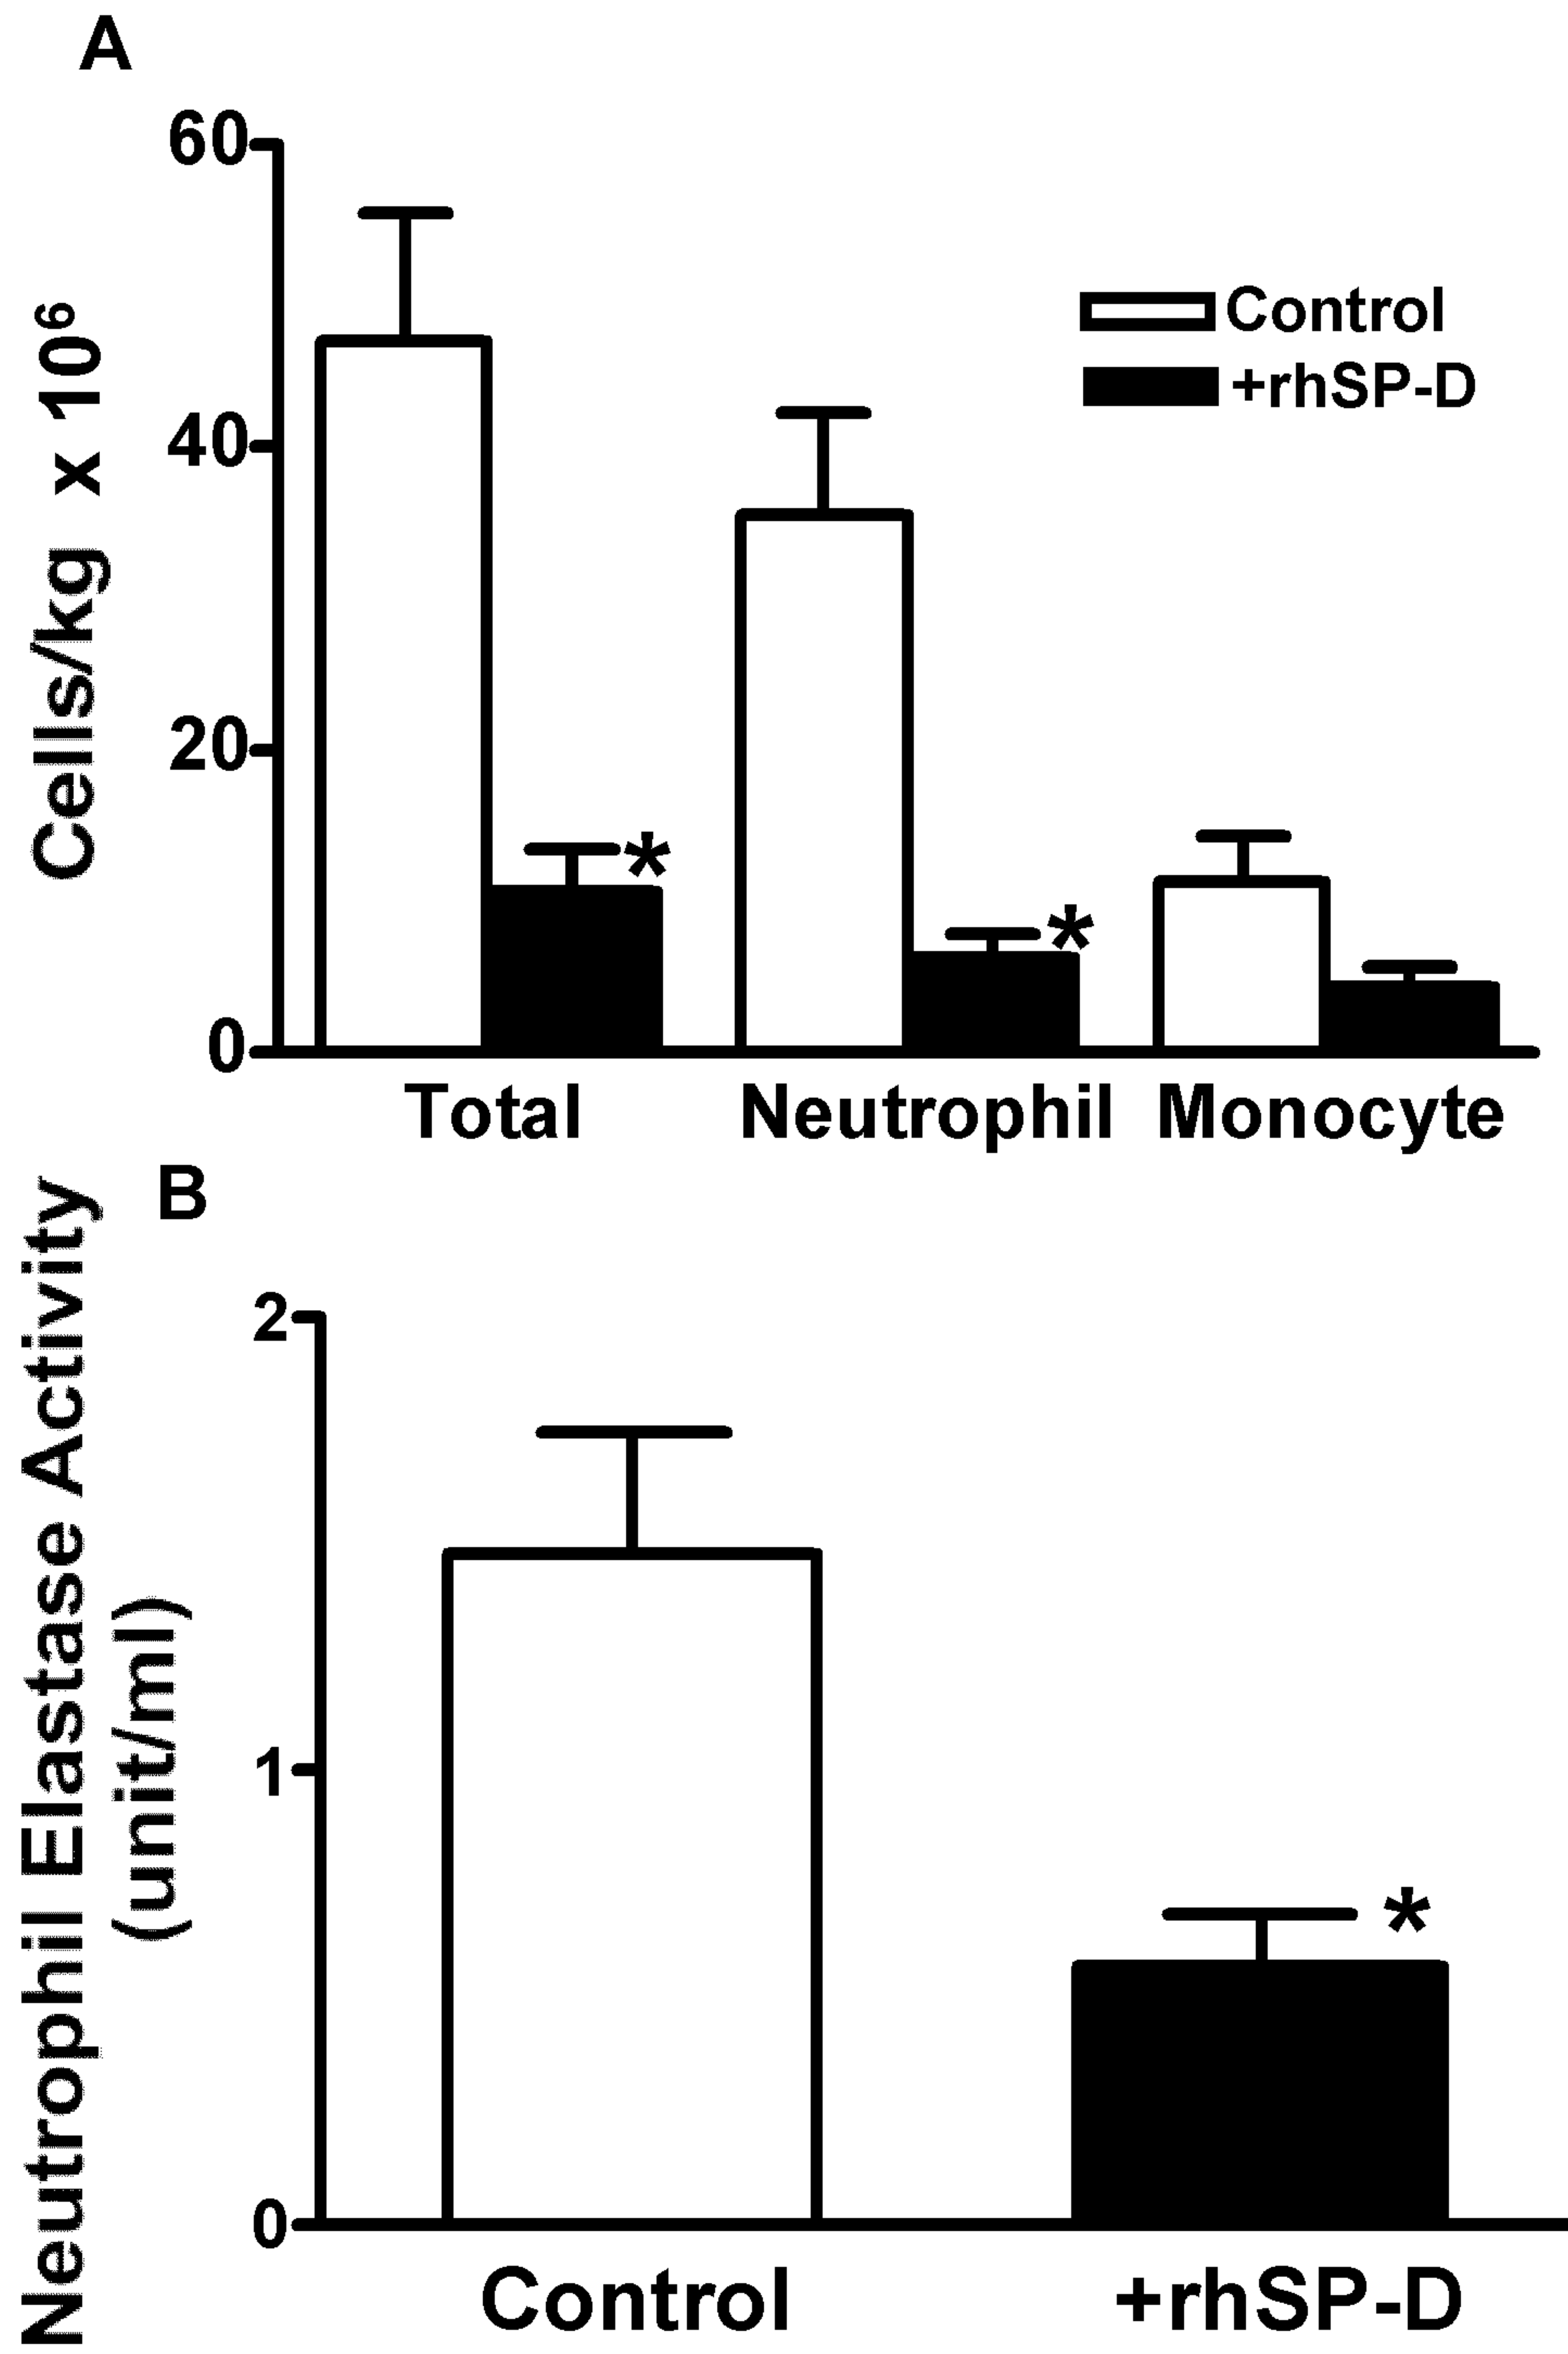 A
60
40
20
0
Cells/kg x 10⁶
Control
+rhSP-D
*
*
Total Neutrophil Monocyte
B
Neutrophil Elastase Activity
(unit/ml)
2
1
0
*
Control +rhSP-D